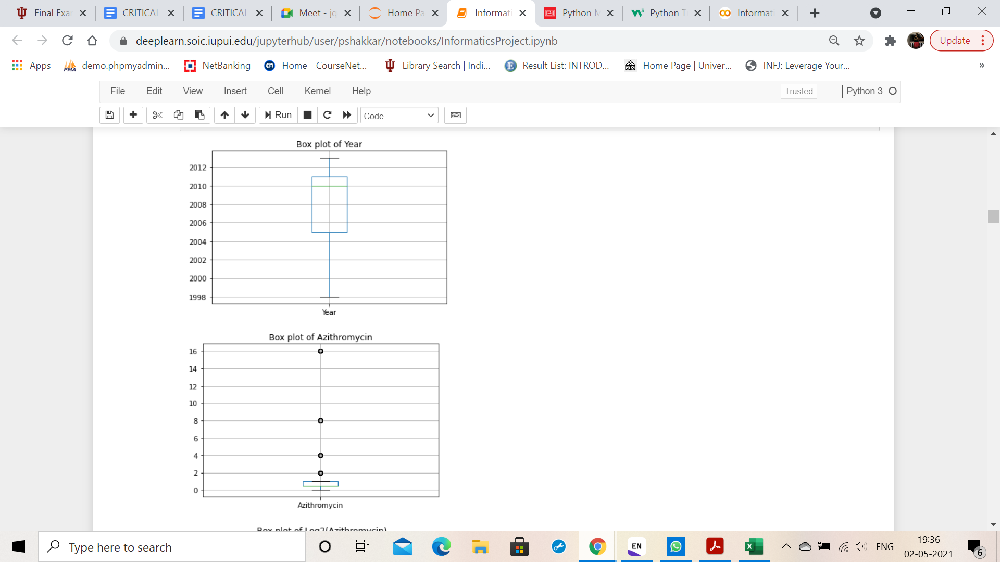 Final Exa
CRITICAL
CRITICAL
Meet - jq
Home Pa
Informati
Python M
Python T
Informati
deeplearn.soic.iupui.edu/jupyterhub/user/pshakkar/notebooks/InformaticsProject.ipynb
Update
Apps
PMA
demo.phpmyadmin...
NetBanking
cn
Home - CourseNet...
Library Search | Indi...
E
Result List: INTROD...
Home Page | Univer...
INFJ: Leverage Your...
»
File Edit View Insert Cell Kernel Help
Trusted
Python 3
Run
Code
Box plot of Year
2012
2010
2008
2006
2004
2002
2000
1998
Year
Box plot of Azithromycin
16
14
12
10
8
6
4
2
0
Azithromycin
Box plot of Log2(Azithromycin)
Type here to search
EN
ENG
19:36
02-05-2021
6